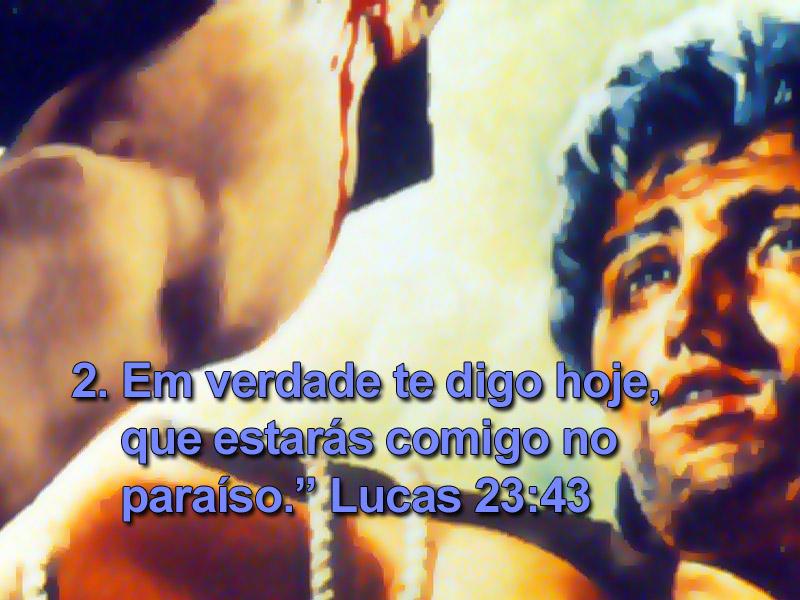 2. Em verdade te digo hoje,
que estarás comigo no
paraíso.” Lucas 23:43